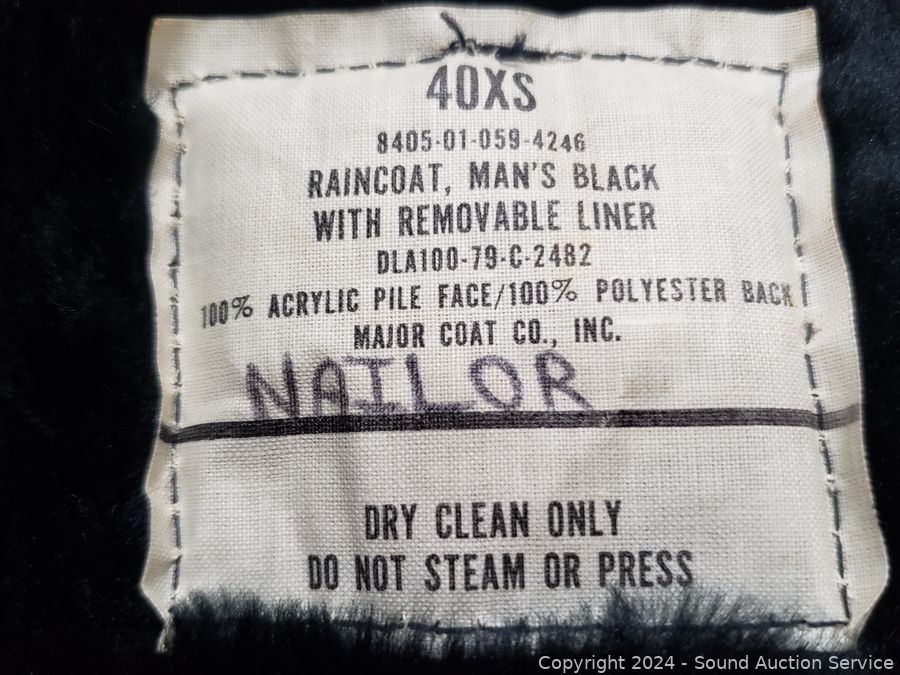 40XS
8405-01-059-4246
RAINCOAT, MAN'S BLACK
WITH REMOVABLE LINER
DLA100-79-C-2482
100% ACRYLIC PILE FACE/100% POLYESTER BACK
MAJOR COAT CO., INC.
NAILOR
DRY CLEAN ONLY
DO NOT STEAM OR PRESS
Copyright 2024 - Sound Auction Service